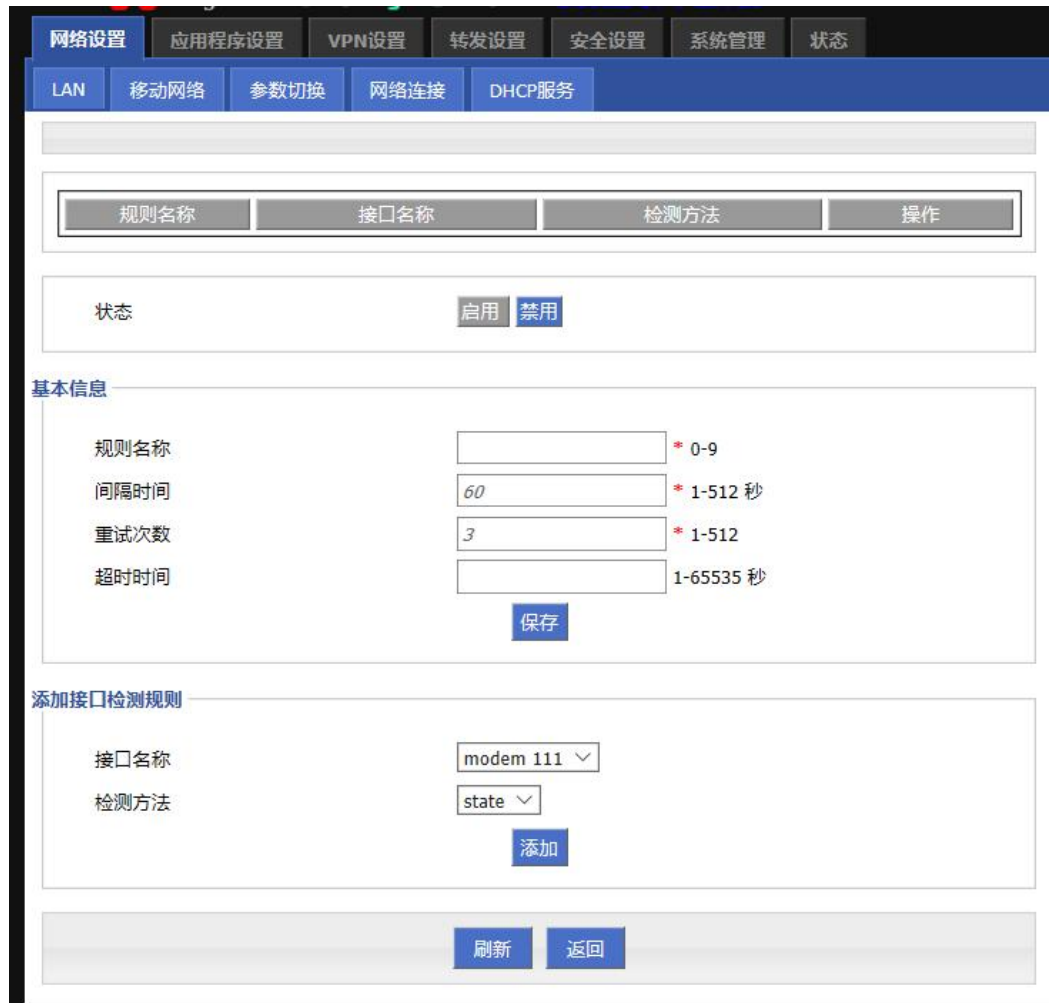 网络设置 应用程序设置 VPN设置 转发设置 安全设置 系统管理 状态
LAN 移动网络 参数切换 网络连接 DHCP服务
规则名称 接口名称 检测方法 操作
状态 启用 禁用
基本信息
规则名称 * 0-9
间隔时间 60 * 1-512 秒
重试次数 3 * 1-512
超时时间 1-65535 秒
保存
添加接口检测规则
接口名称 modem 111
检测方法 state
添加
刷新 返回